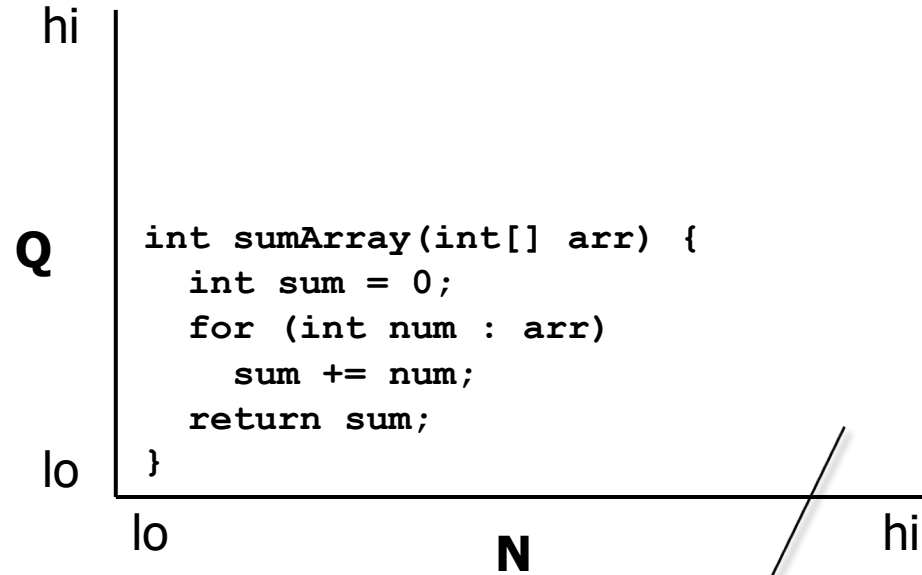 hi
Q
int sumArray(int[] arr) {
int sum = 0;
for (int num : arr)
sum += num;
return sum;
}
lo
lo
N
hi